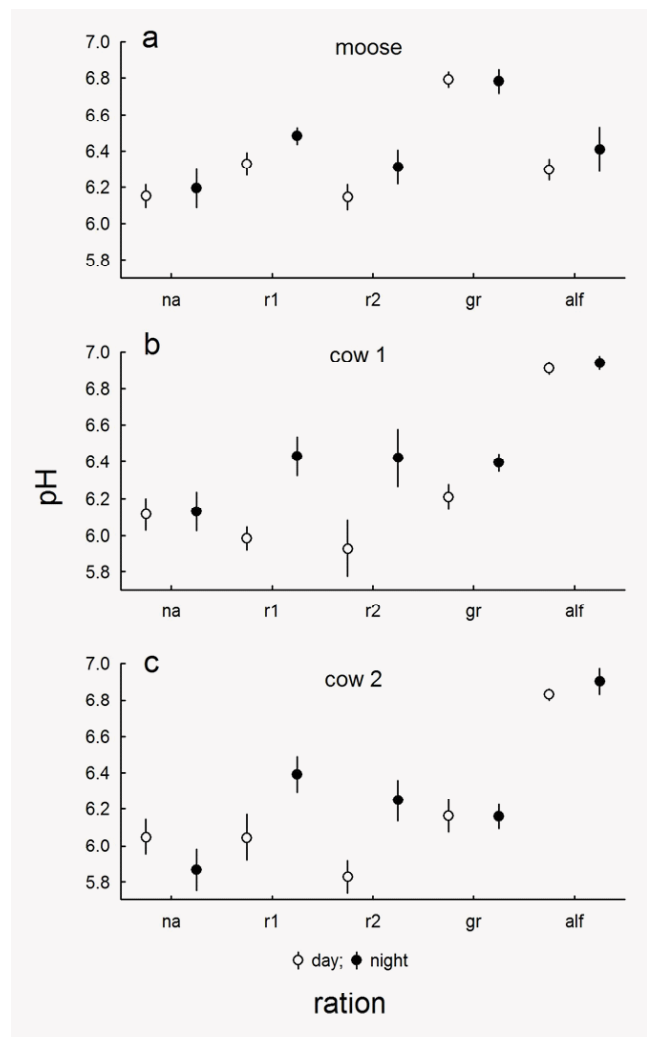 a
moose
7.0
6.8
6.6
6.4
6.2
6.0
5.8
na r1 r2 gr alf
b
cow 1
7.0
6.8
6.6
6.4
6.2
6.0
5.8
na r1 r2 gr alf
pH
c
cow 2
7.0
6.8
6.6
6.4
6.2
6.0
5.8
na r1 r2 gr alf
day; night
ration